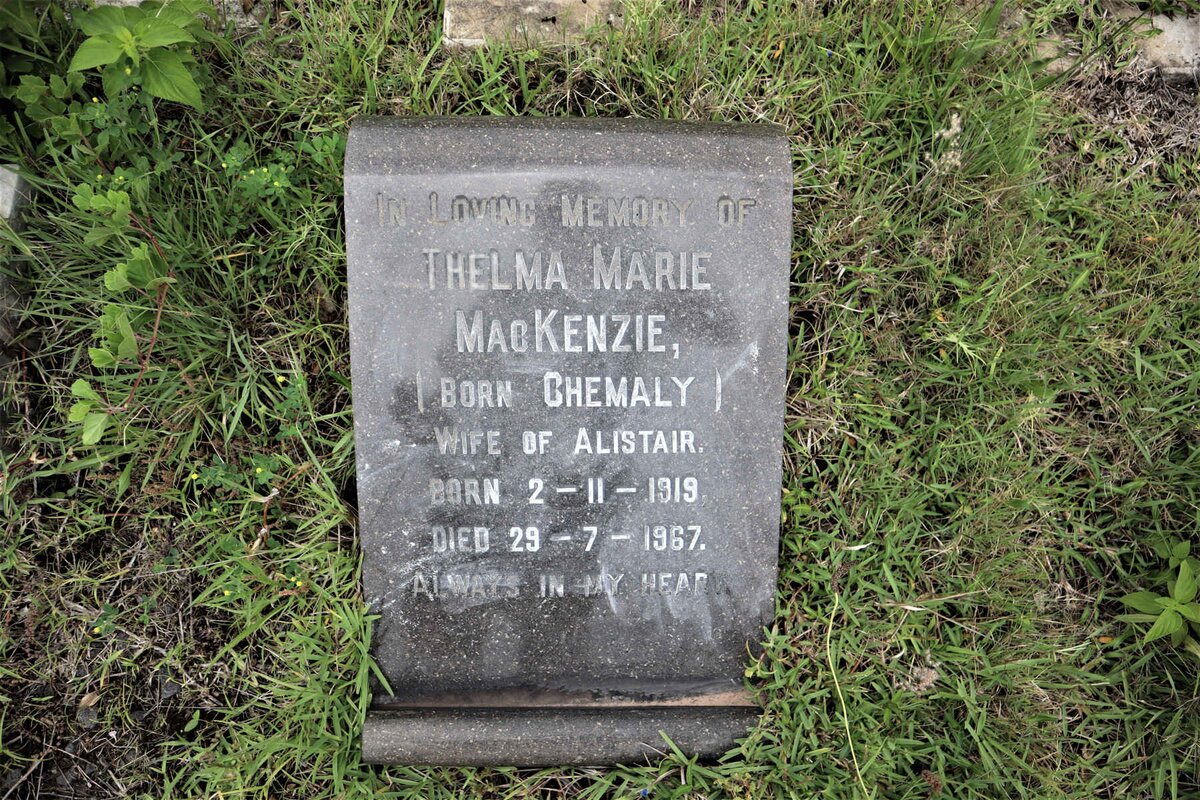 IN LOVING MEMORY OF
THELMA MARIE
MACKENZIE,
(BORN CHEMALY)
WIFE OF ALISTAIR.
BORN 2-11-1919,
DIED 29-7-1967.
ALWAYS IN MY HEART